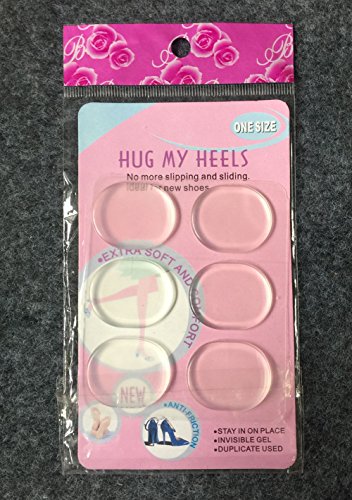 B
B
ONE SIZE
HUG MY HEELS
No more slipping and sliding.
Ideal for new shoes.
•EXTRA SOFT AND COMFORT
NEW
•ANTI-FRICTION
•STAY IN ON PLACE
•INVISIBLE GEL
•DUPLICATE USED